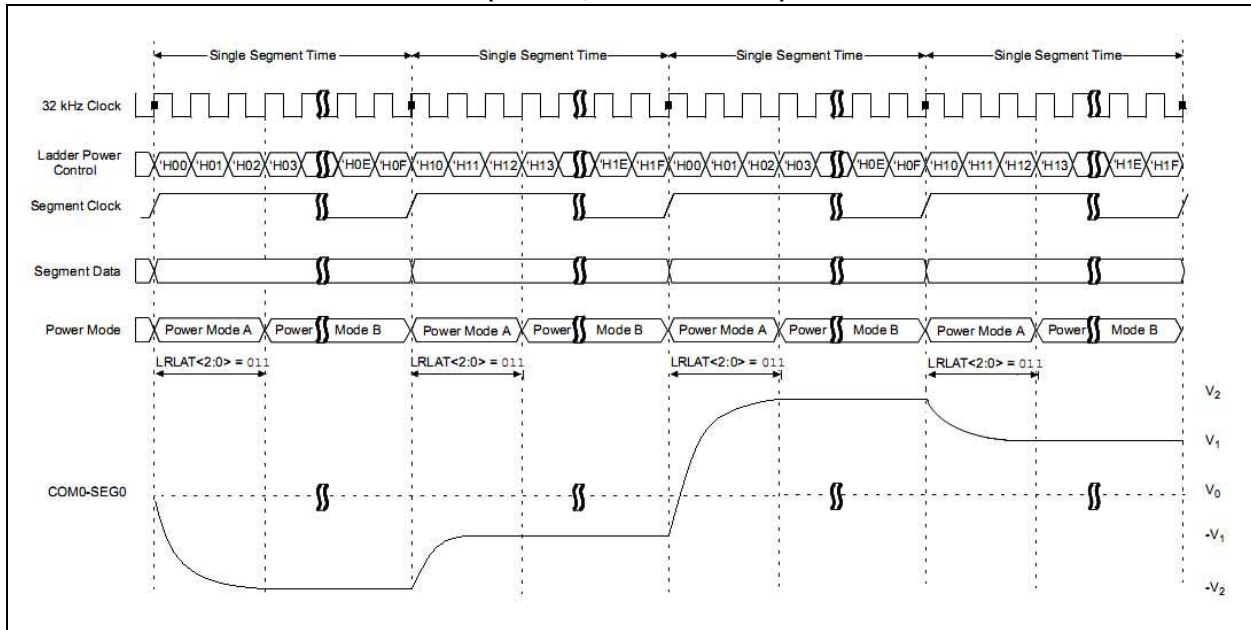 Single Segment Time Single Segment Time Single Segment Time Single Segment Time
32 kHz Clock
Ladder Power
Control
'H00 'H01 'H02 'H03 'H0E 'H0F 'H10 'H11 'H12 'H13 'H1E 'H1F 'H00 'H01 'H02 'H03 'H0E 'H0F 'H10 'H11 'H12 'H13 'H1E 'H1F
Segment Clock
Segment Data
Power Mode Power Mode A Power Mode B Power Mode A Power Mode B Power Mode A Power Mode B Power Mode A Power Mode B
LRLAT<2:0> = 011 LRLAT<2:0> = 011 LRLAT<2:0> = 011 LRLAT<2:0> = 011
V2
V1
COM0-SEG0 V0
-V1
-V2